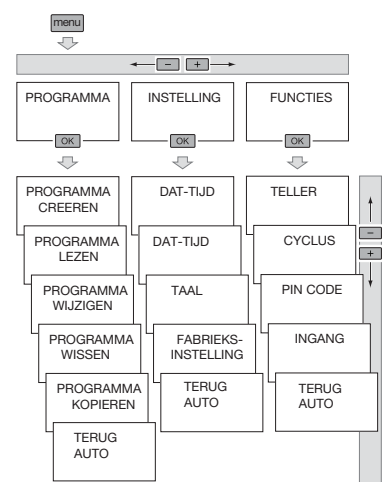 menu
− +
PROGRAMMA
OK
INSTELLING
OK
FUNCTIES
OK
PROGRAMMA
CREEREN
PROGRAMMA
LEZEN
PROGRAMMA
WIJZIGEN
PROGRAMMA
WISSEN
PROGRAMMA
KOPIEREN
TERUG
AUTO
DAT-TIJD
DAT-TIJD
TAAL
FABRIEKS-
INSTELLING
TERUG
AUTO
TELLER
CYCLUS
PIN CODE
INGANG
TERUG
AUTO
−
+